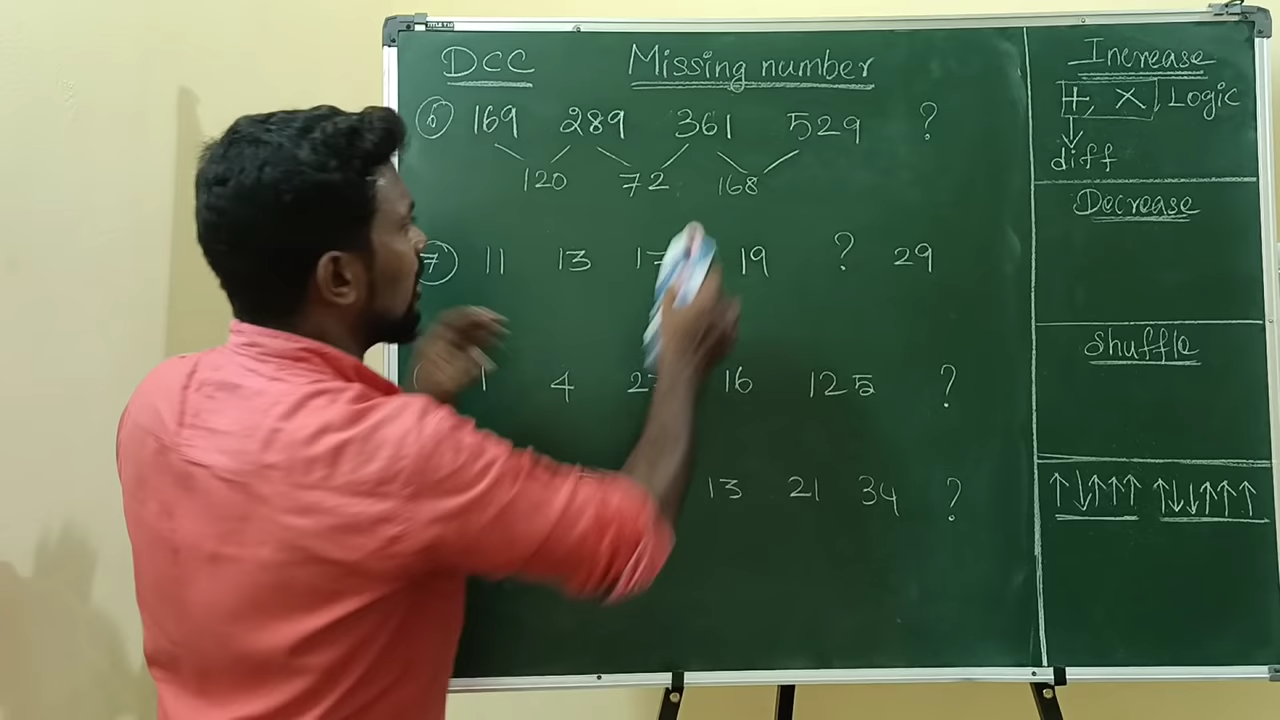 DCC Missing number
6 169 289 361 529 ?
120 72 168
7 11 13 17 19 ? 29
1 4 27 16 125 ?
13 21 34 ?
Increase
+, × Logic
diff
Decrease
Shuffle
↑↓↑↑↑ ↑↓↓↑↑↑